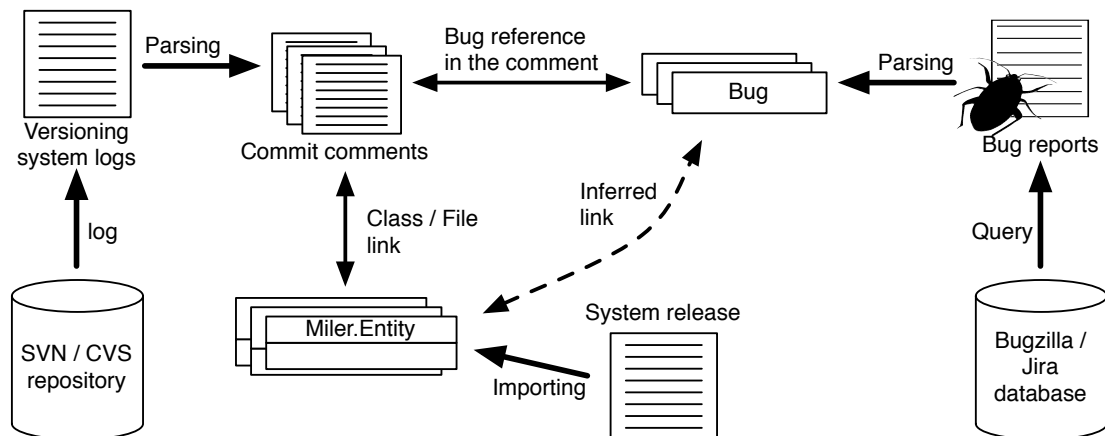 Parsing
Bug reference
in the comment
Parsing
Bug
Versioning
system logs
Commit comments
Bug reports
log
Class / File
link
Inferred
link
Query
SVN / CVS
repository
Miler.Entity
System release
Importing
Bugzilla /
Jira
database